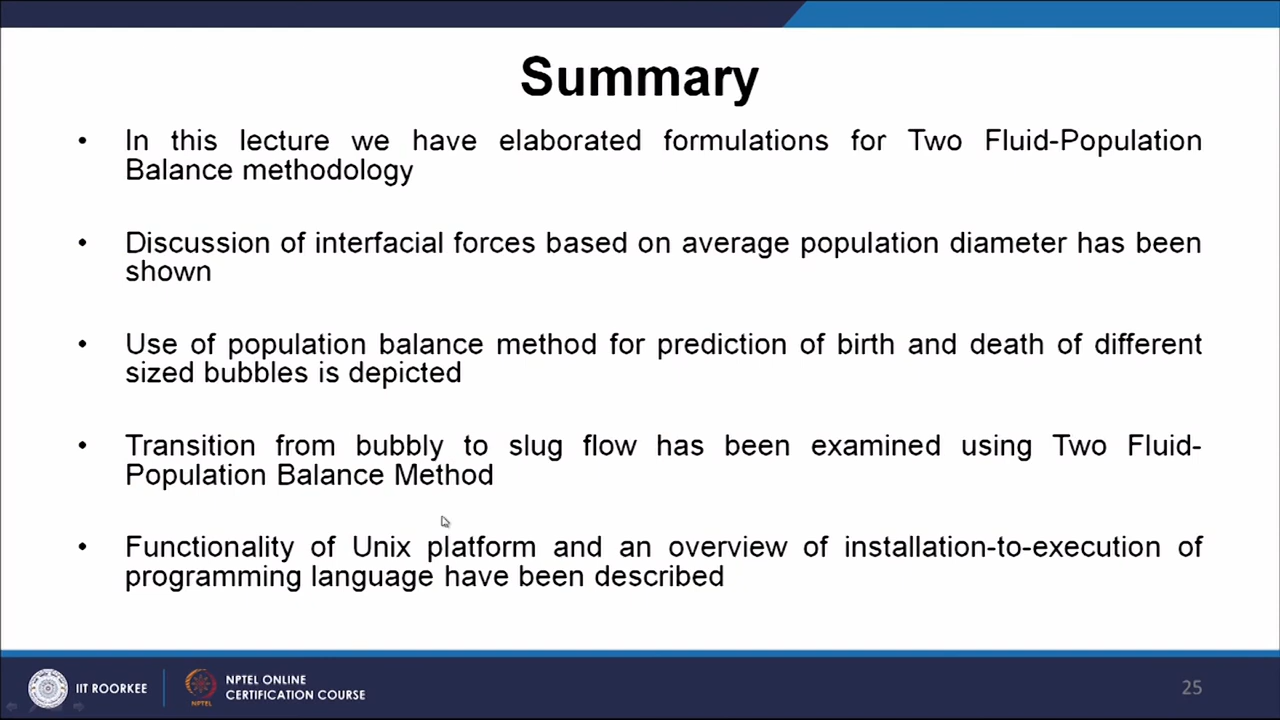 Summary
• In this lecture we have elaborated formulations for Two Fluid-Population
Balance methodology
• Discussion of interfacial forces based on average population diameter has been
shown
• Use of population balance method for prediction of birth and death of different
sized bubbles is depicted
• Transition from bubbly to slug flow has been examined using Two Fluid-
Population Balance Method
• Functionality of Unix platform and an overview of installation-to-execution of
programming language have been described
IIT ROORKEE
NPTEL
NPTEL ONLINE
CERTIFICATION COURSE
25